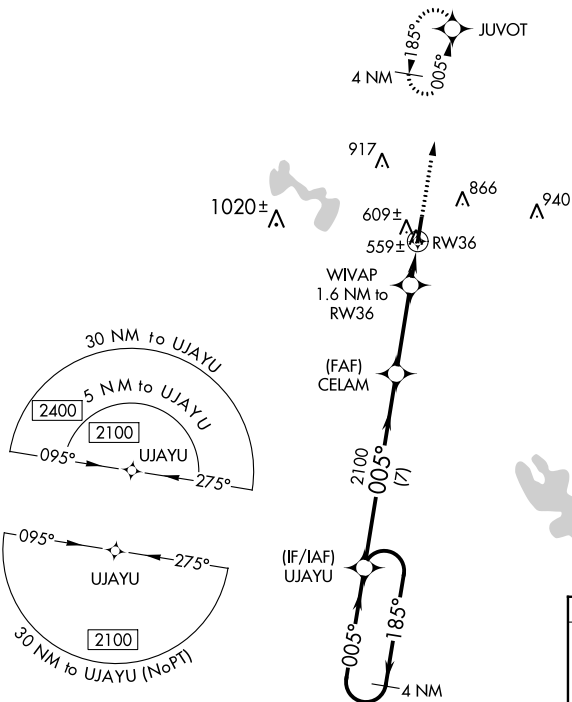 JUVOT
185°
005°
4 NM
917
866
940
1020±
609±
559±
RW36
WIVAP
1.6 NM to
RW36
(FAF)
CELAM
2100
005°
(7)
(IF/IAF)
UJAYU
005°
185°
4 NM
30 NM to UJAYU
2400
5 NM to UJAYU
2100
UJAYU
095°
275°
095°
275°
UJAYU
2100
30 NM to UJAYU (NoPT)